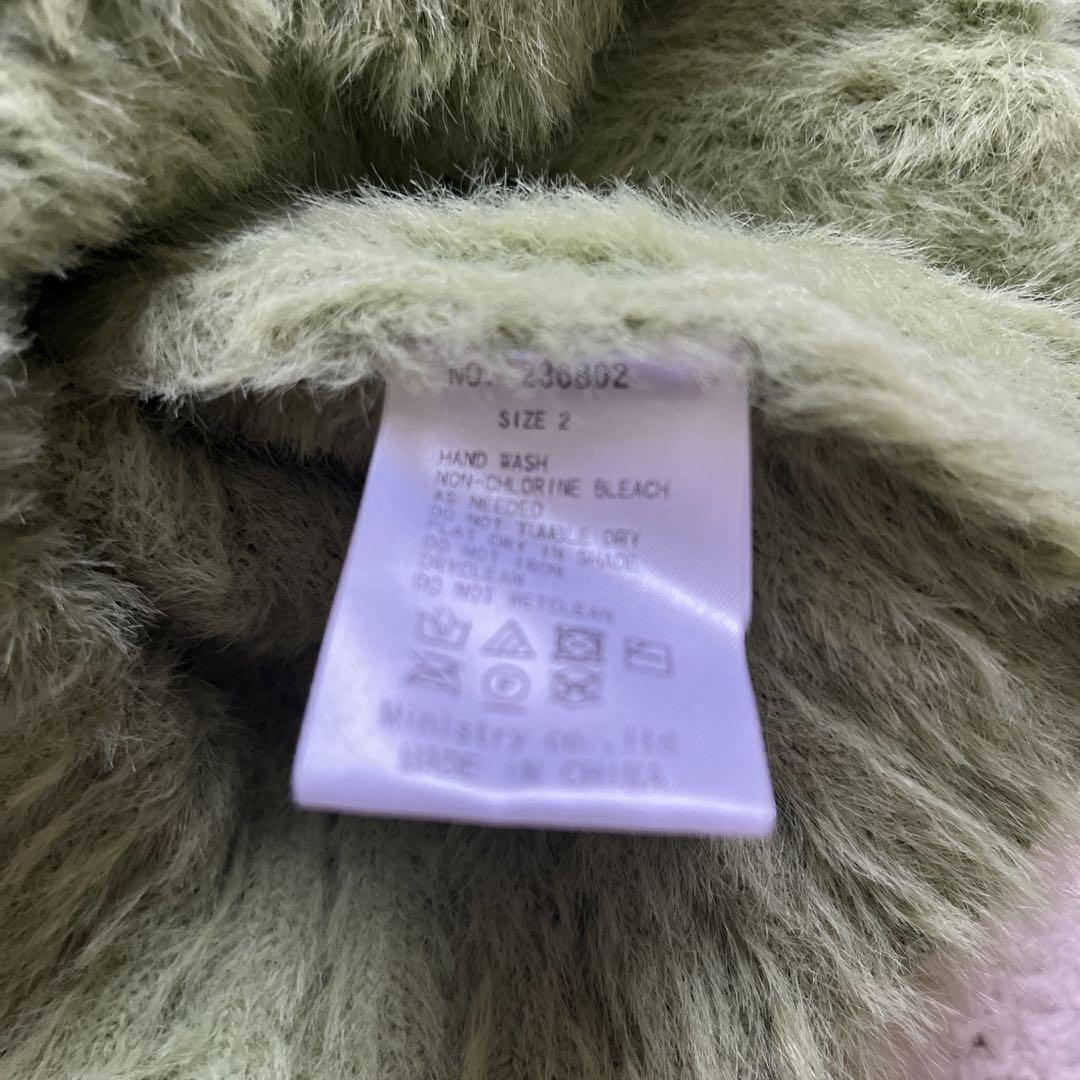 NO. 236802
SIZE 2
HAND WASH
NON-CHLORINE BLEACH
AS NEEDED
DO NOT TUMBLE DRY
FLAT DRY IN SHADE
DO NOT IRON
DRYCLEAN
DO NOT WETCLEAN
Ministry co.,ltd
MADE IN CHINA